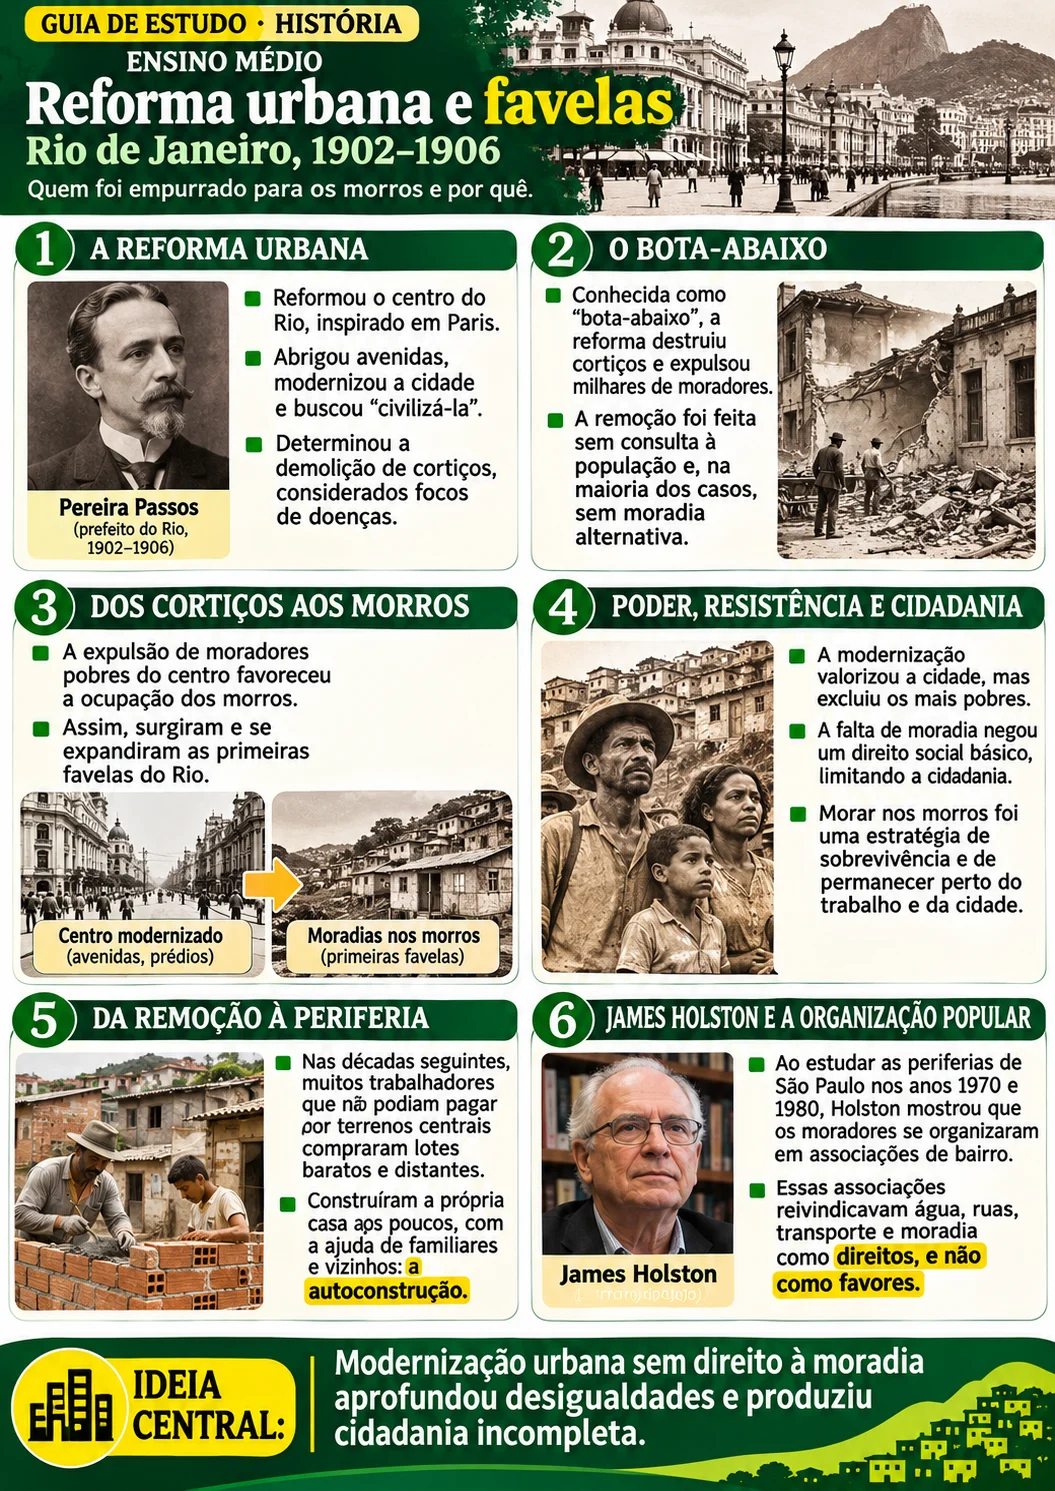 GUIA DE ESTUDO · HISTÓRIA
ENSINO MÉDIO
Reforma urbana e favelas
Rio de Janeiro, 1902–1906
Quem foi empurrado para os morros e por quê.
1 A REFORMA URBANA
Reformou o centro do
Rio, inspirado em Paris.
Abrigou avenidas,
modernizou a cidade
e buscou “civilizá-la”.
Determinou a
demolição de cortiços,
considerados focos
de doenças.
Pereira Passos
(prefeito do Rio,
1902–1906)
2 O BOTA-ABAIXO
Conhecida como
“bota-abaixo”, a
reforma destruiu
cortiços e expulsou
milhares de moradores.
A remoção foi feita
sem consulta à
população e, na
maioria dos casos,
sem moradia
alternativa.
3 DOS CORTIÇOS AOS MORROS
A expulsão de moradores
pobres do centro favoreceu
a ocupação dos morros.
Assim, surgiram e se
expandiram as primeiras
favelas do Rio.
Centro modernizado
(avenidas, prédios)
Moradias nos morros
(primeiras favelas)
4 PODER, RESISTÊNCIA E CIDADANIA
A modernização
valorizou a cidade, mas
excluiu os mais pobres.
A falta de moradia negou
um direito social básico,
limitando a cidadania.
Morar nos morros foi
uma estratégia de
sobrevivência e de
permanecer perto do
trabalho e da cidade.
5 DA REMOÇÃO À PERIFERIA
Nas décadas seguintes,
muitos trabalhadores
que não podiam pagar
por terrenos centrais
compraram lotes
baratos e distantes.
Construíram a própria
casa aos poucos, com
a ajuda de familiares
e vizinhos: a
autoconstrução.
6 JAMES HOLSTON E A ORGANIZAÇÃO POPULAR
Ao estudar as periferias de
São Paulo nos anos 1970 e
1980, Holston mostrou que
os moradores se organizaram
em associações de bairro.
Essas associações
reivindicavam água, ruas,
transporte e moradia
como direitos, e não
como favores.
James Holston
IDEIA
CENTRAL:
Modernização urbana sem direito à moradia
aprofundou desigualdades e produziu
cidadania incompleta.